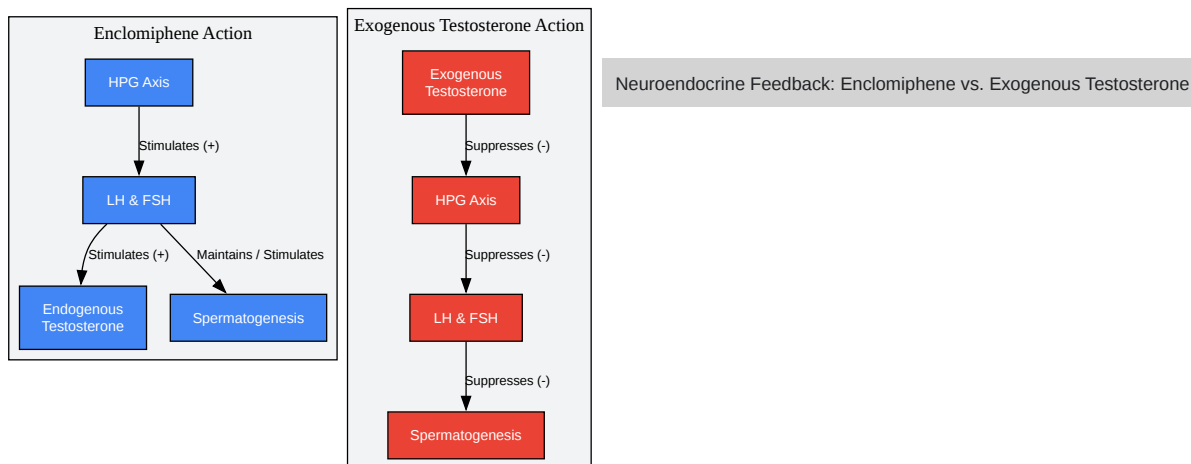 Enclomiphene Action
HPG Axis
Stimulates (+)
LH & FSH
Stimulates (+)
Maintains / Stimulates
Endogenous
Testosterone
Spermatogenesis
Exogenous Testosterone Action
Exogenous
Testosterone
Suppresses (-)
HPG Axis
Suppresses (-)
LH & FSH
Suppresses (-)
Spermatogenesis
Neuroendocrine Feedback: Enclomiphene vs. Exogenous Testosterone